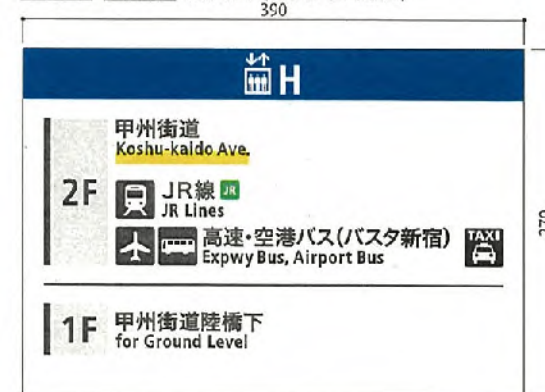 390
H
甲州街道
Koshu-kaido Ave.
2F
JR線 JR
JR Lines
高速・空港バス(バスタ新宿) TAXI
Expwy Bus, Airport Bus
270
1F
甲州街道陸橋下
for Ground Level